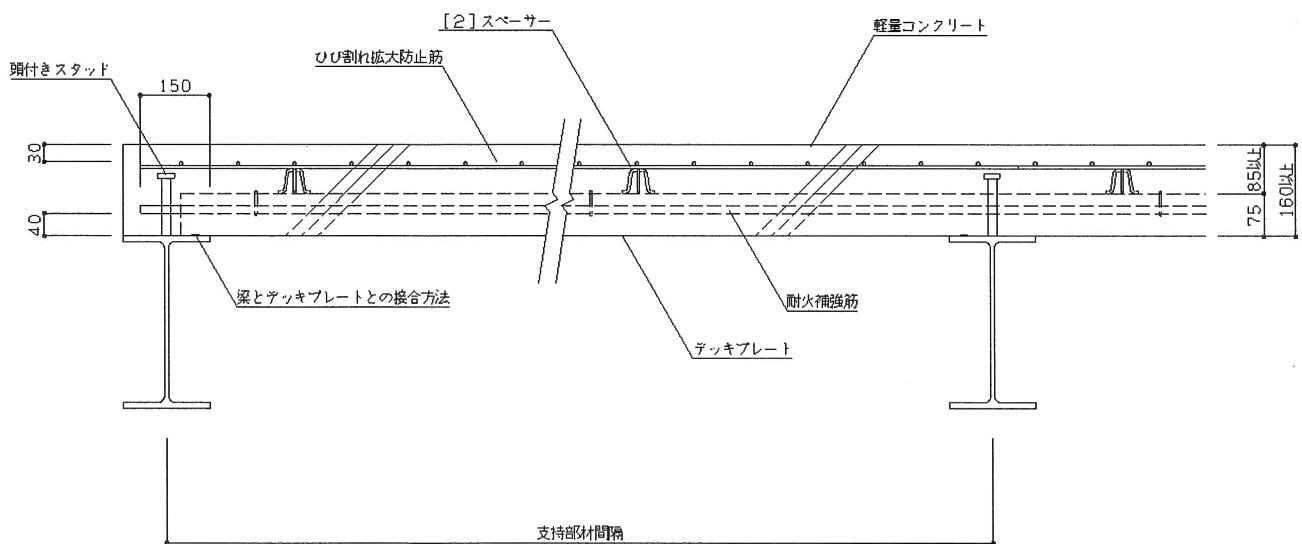 [2]スペーサー
軽量コンクリート
ひび割れ拡大防止筋
頭付きスタッド
150
30
85以上
40
75
160以上
梁とデッキプレートとの接合方法
耐火補強筋
デッキプレート
支持部材間隔